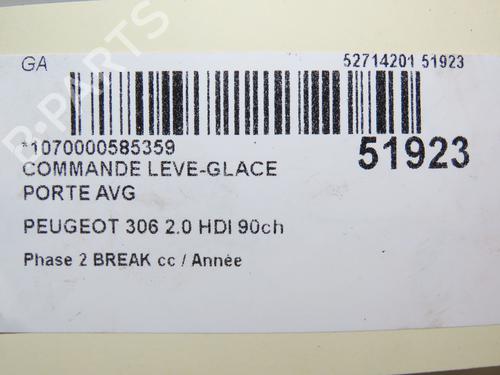 GA
52714201 51923
*1070000585359
51923
COMMANDE LEVE-GLACE
PORTE AVG
PEUGEOT 306 2.0 HDI 90ch
Phase 2 BREAK cc / Année
B-PARTS